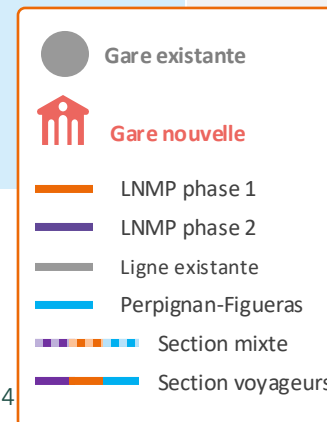 Gare existante
Gare nouvelle
LNMP phase 1
LNMP phase 2
Ligne existante
Perpignan-Figueras
Section mixte
Section voyageurs
4